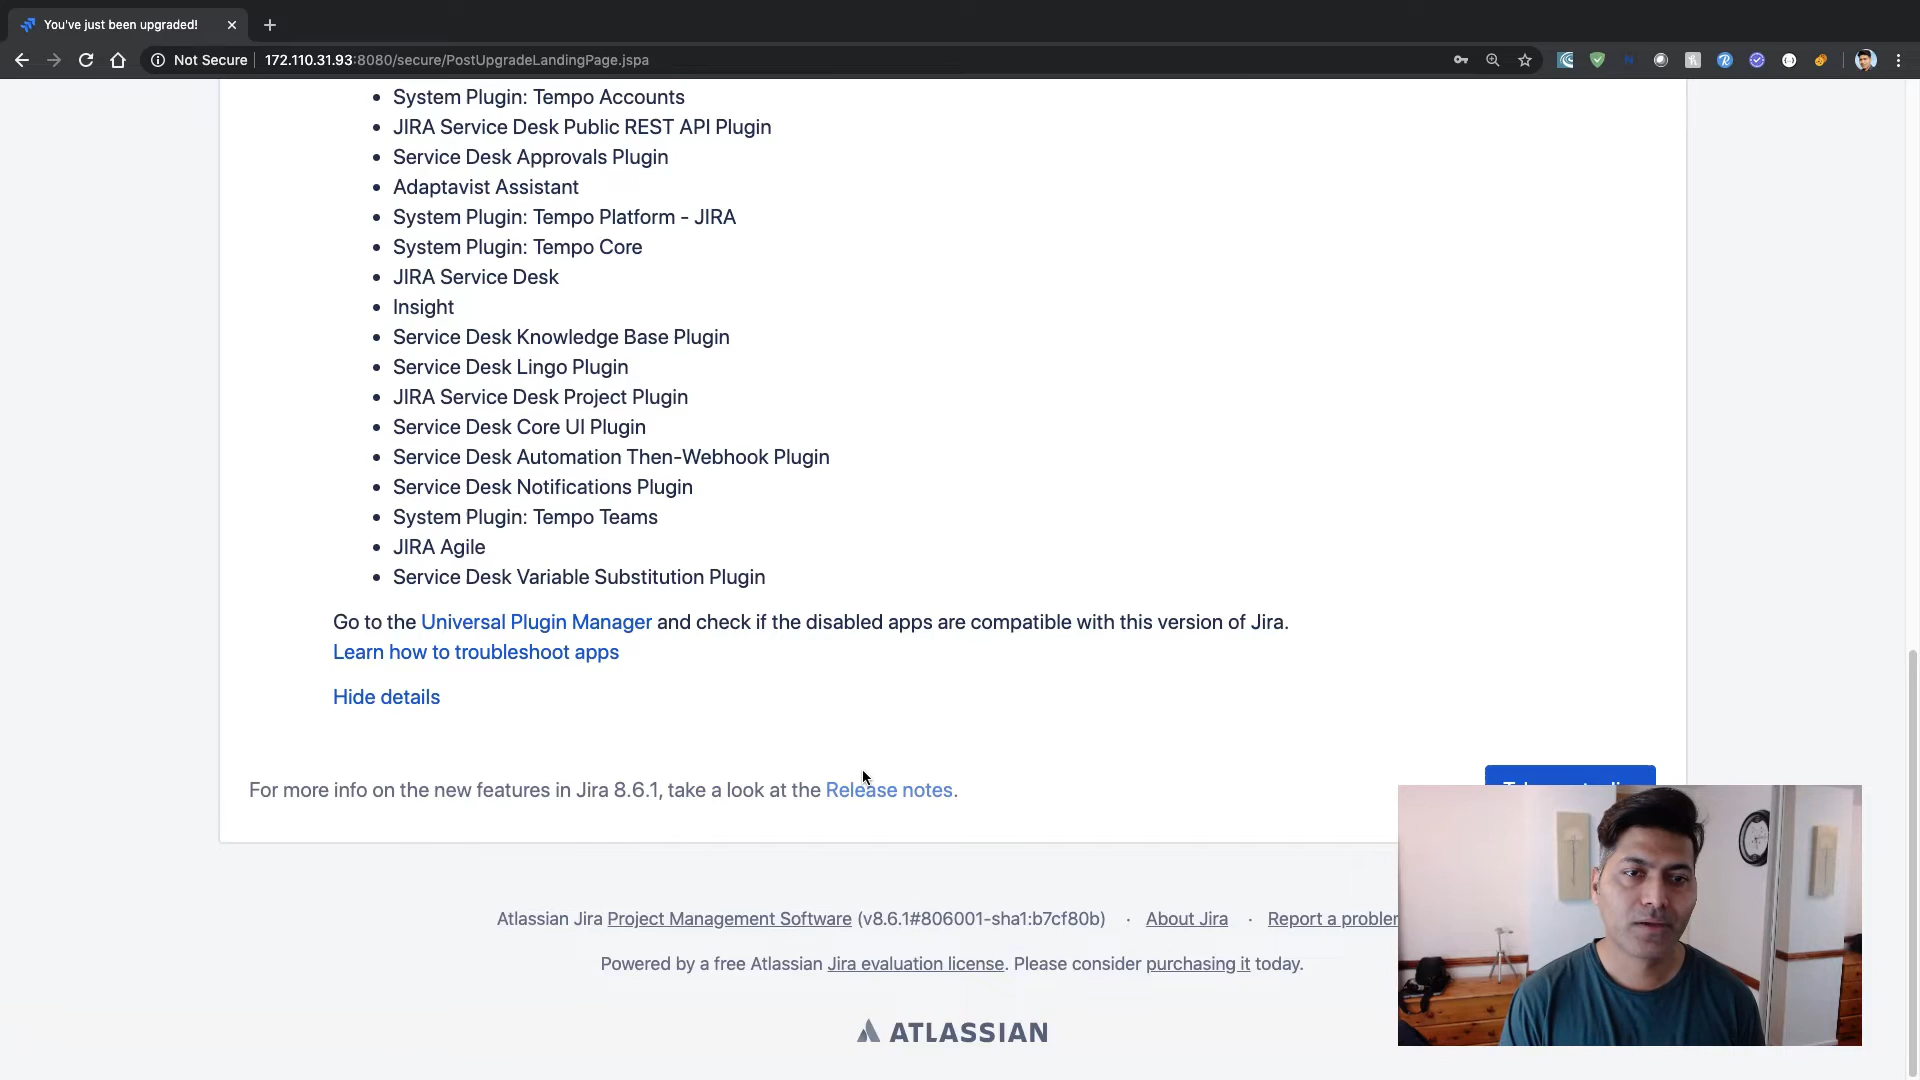 You've just been upgraded!
Not Secure 172.110.31.93:8080/secure/PostUpgradeLandingPage.jspa
System Plugin: Tempo Accounts
JIRA Service Desk Public REST API Plugin
Service Desk Approvals Plugin
Adaptavist Assistant
System Plugin: Tempo Platform - JIRA
System Plugin: Tempo Core
JIRA Service Desk
Insight
Service Desk Knowledge Base Plugin
Service Desk Lingo Plugin
JIRA Service Desk Project Plugin
Service Desk Core UI Plugin
Service Desk Automation Then-Webhook Plugin
Service Desk Notifications Plugin
System Plugin: Tempo Teams
JIRA Agile
Service Desk Variable Substitution Plugin
Go to the Universal Plugin Manager and check if the disabled apps are compatible with this version of Jira.
Learn how to troubleshoot apps
Hide details
For more info on the new features in Jira 8.6.1, take a look at the Release notes.
Atlassian Jira Project Management Software (v8.6.1#806001-sha1:b7cf80b) · About Jira · Report a problem
Powered by a free Atlassian Jira evaluation license. Please consider purchasing it today.
ATLASSIAN